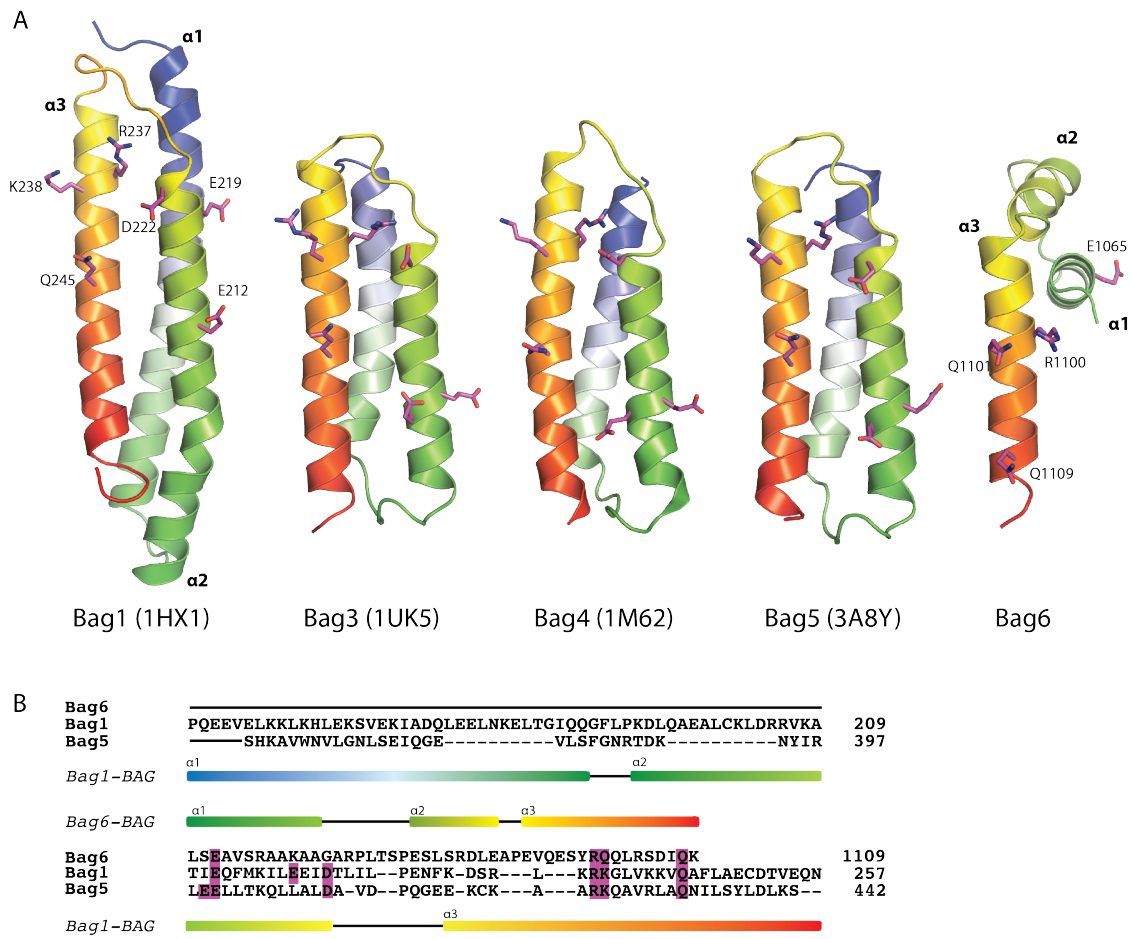 A
α1
α3
R237
K238
E219
D222
Q245
E212
α2
α2
α3
E1065
α1
Q1101
R1100
Q1109
Bag1 (1HX1)
Bag3 (1UK5)
Bag4 (1M62)
Bag5 (3A8Y)
Bag6
B
Bag6
Bag1 PQEEVELKKLKHLEKSVEKIADQLEELNKELTGIQQGFLPKDLQAEALCKLDRRVKA 209
Bag5 SHKAVWNVLGNLSEIQGE----------VLSFGNRTDK----------NYIR 397
α1 α2
Bag1-BAG
α1 α2 α3
Bag6-BAG
Bag6 LSEAVSRAAKAAGARPLTSPESLSRDLEAPEVQESYRQQLRSDIQK 1109
Bag1 TIEQFMKILEEIDTLIL--PENFK-DSR---L---KRKGLVKKVQAFLAECDTVEQN 257
Bag5 LEELLTKQLLALDA-VD--PQGEE-KCK---A---ARKQAVRLAQNILSYLDLKS-- 442
α3
Bag1-BAG